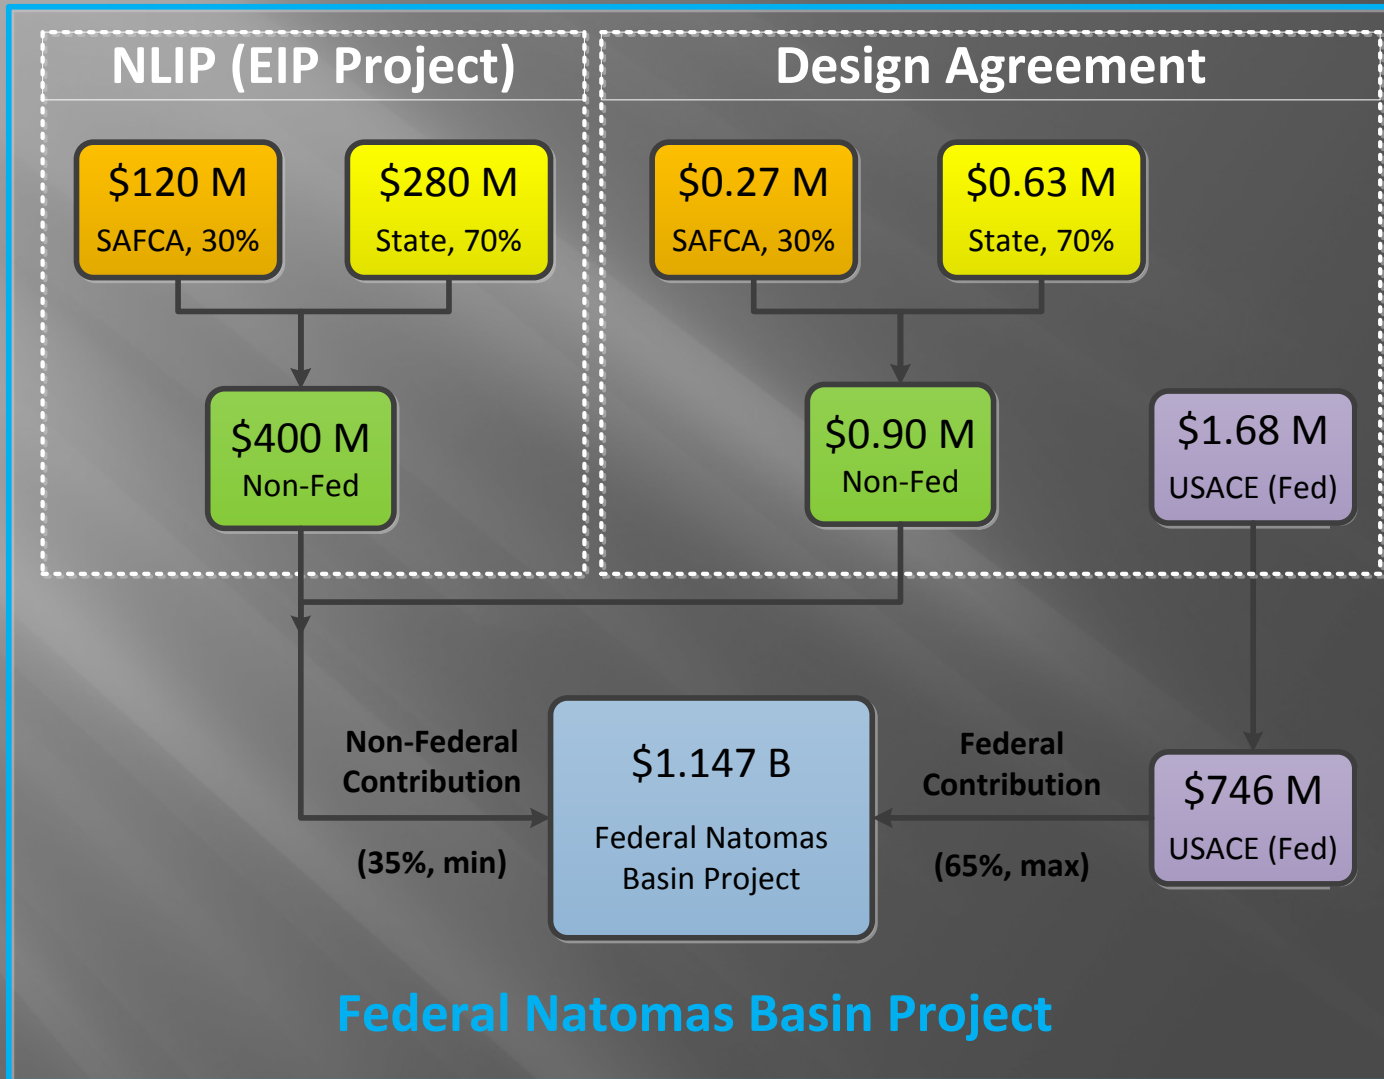 NLIP (EIP Project)
$120 M
SAFCA, 30%
$280 M
State, 70%
$400 M
Non-Fed
Design Agreement
$0.27 M
SAFCA, 30%
$0.63 M
State, 70%
$0.90 M
Non-Fed
$1.68 M
USACE (Fed)
Non-Federal
Contribution
(35%, min)
$1.147 B
Federal Natomas
Basin Project
Federal
Contribution
(65%, max)
$746 M
USACE (Fed)
Federal Natomas Basin Project